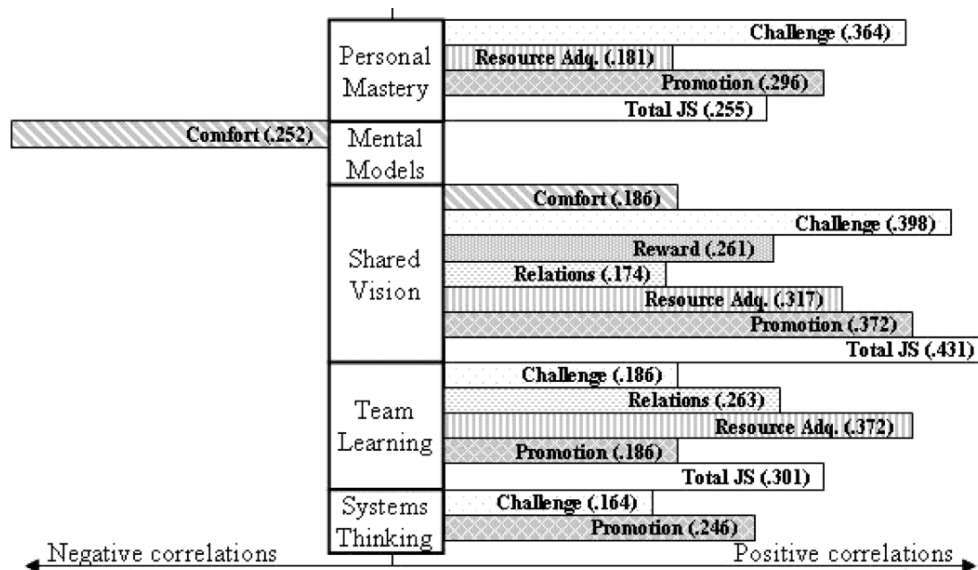 Challenge (.364)
Personal
Mastery
Resource Adq. (.181)
Promotion (.296)
Total JS (.255)
Comfort (.252)
Mental
Models
Comfort (.186)
Challenge (.398)
Reward (.261)
Shared
Vision
Relations (.174)
Resource Adq. (.317)
Promotion (.372)
Total JS (.431)
Challenge (.186)
Team
Learning
Relations (.263)
Resource Adq. (.372)
Promotion (.186)
Total JS (.301)
Systems
Thinking
Challenge (.164)
Promotion (.246)
Negative correlations
Positive correlations